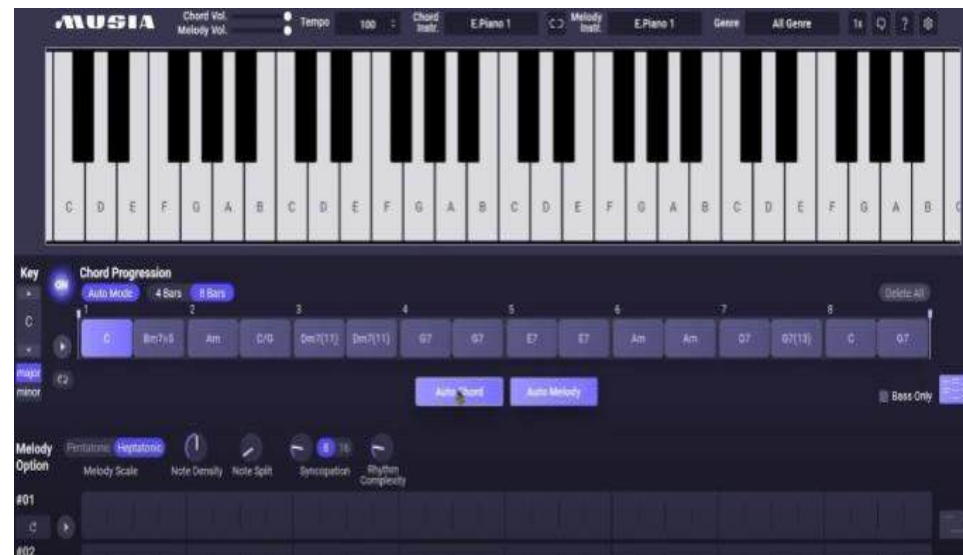 MUSIA
Chord Vol.
Melody Vol.
Tempo 100
Chord Instr. E.Piano 1
Melody Instr. E.Piano 1
Genre All Genre
1x ?
C D E F G A B C D E F G A B C D E F G A B C D E F G A B C
Key
ON
Chord Progression
Auto Mode 4 Bars 8 Bars
Delete All
1 2 3 4 5 6 7 8
C
C Bm7♭5 Am C/G Dm7(11) Dm7(11) G7 G7 E7 E7 Am Am G7(13) C G7
major
minor
Auto Chord Auto Melody
Bass Only
Melody Option
Pentatonic Heptatonic 8 16
Melody Scale Note Density Note Split Syncopation Rhythm Complexity
#01
#02